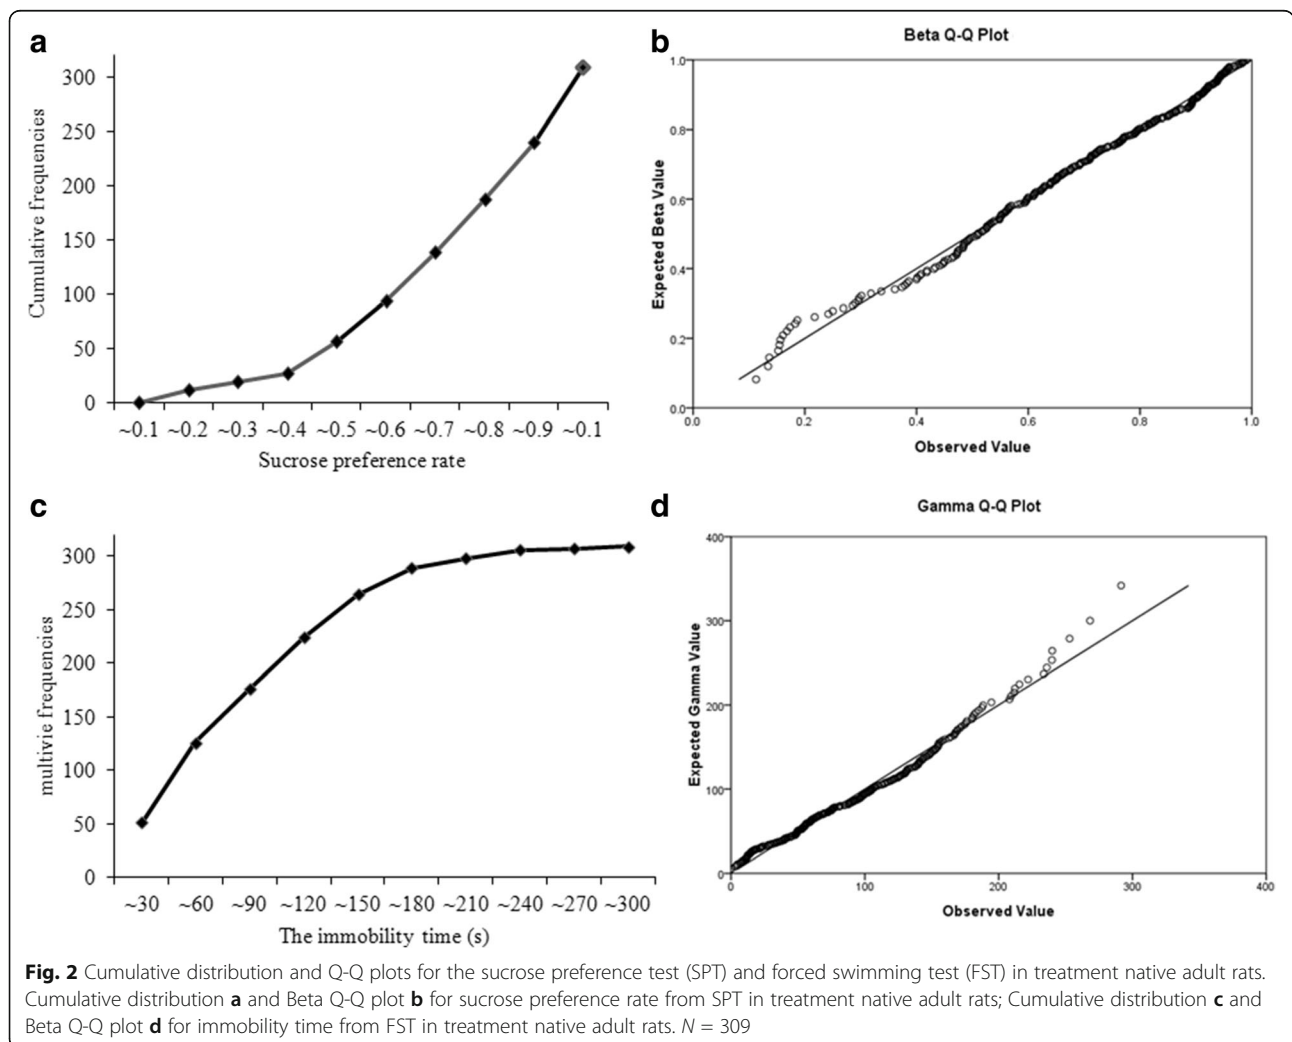 a
Cumulative frequencies
300
250
200
150
100
50
0
~0.1 ~0.2 ~0.3 ~0.4 ~0.5 ~0.6 ~0.7 ~0.8 ~0.9 ~0.1
Sucrose preference rate
b
Beta Q-Q Plot
Expected Beta Value
1.0
0.8
0.6
0.4
0.2
0.0
0.0 0.2 0.4 0.6 0.8 1.0
Observed Value
c
multivie frequencies
300
250
200
150
100
50
0
~30 ~60 ~90 ~120 ~150 ~180 ~210 ~240 ~270 ~300
The immobility time (s)
d
Gamma Q-Q Plot
Expected Gamma Value
400
300
200
100
0
0 100 200 300 400
Observed Value
Fig. 2 Cumulative distribution and Q-Q plots for the sucrose preference test (SPT) and forced swimming test (FST) in treatment native adult rats.
Cumulative distribution a and Beta Q-Q plot b for sucrose preference rate from SPT in treatment native adult rats; Cumulative distribution c and
Beta Q-Q plot d for immobility time from FST in treatment native adult rats. N = 309